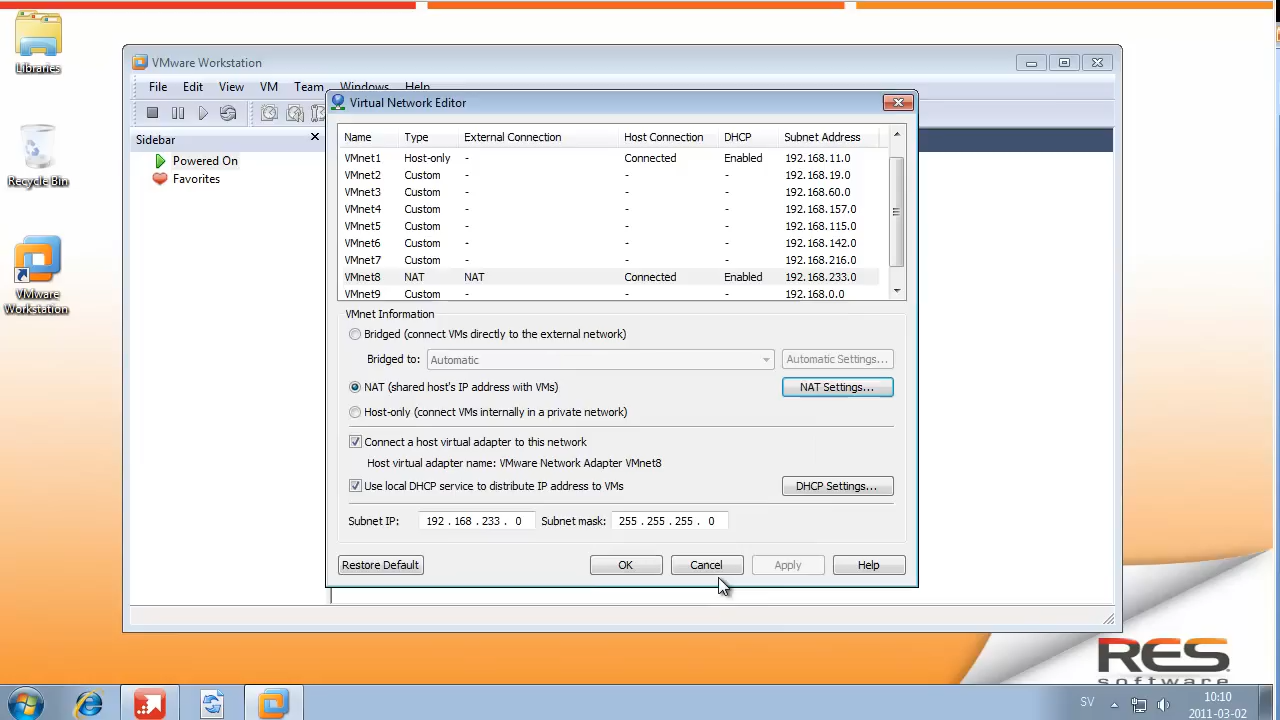 Libraries
Recycle Bin
VMware
Workstation
VMware Workstation
File Edit View VM Team Windows Help
Sidebar
Powered On
Favorites
Virtual Network Editor
Name Type External Connection Host Connection DHCP Subnet Address
VMnet1 Host-only - Connected Enabled 192.168.11.0
VMnet2 Custom - - - 192.168.19.0
VMnet3 Custom - - - 192.168.60.0
VMnet4 Custom - - - 192.168.157.0
VMnet5 Custom - - - 192.168.115.0
VMnet6 Custom - - - 192.168.142.0
VMnet7 Custom - - - 192.168.216.0
VMnet8 NAT NAT Connected Enabled 192.168.233.0
VMnet9 Custom - - - 192.168.0.0
VMnet Information
Bridged (connect VMs directly to the external network)
Bridged to: Automatic Automatic Settings...
NAT (shared host's IP address with VMs) NAT Settings...
Host-only (connect VMs internally in a private network)
Connect a host virtual adapter to this network
Host virtual adapter name: VMware Network Adapter VMnet8
Use local DHCP service to distribute IP address to VMs DHCP Settings...
Subnet IP: 192 . 168 . 233 . 0 Subnet mask: 255 . 255 . 255 . 0
Restore Default OK Cancel Apply Help
RES
software
SV
10:10
2011-03-02